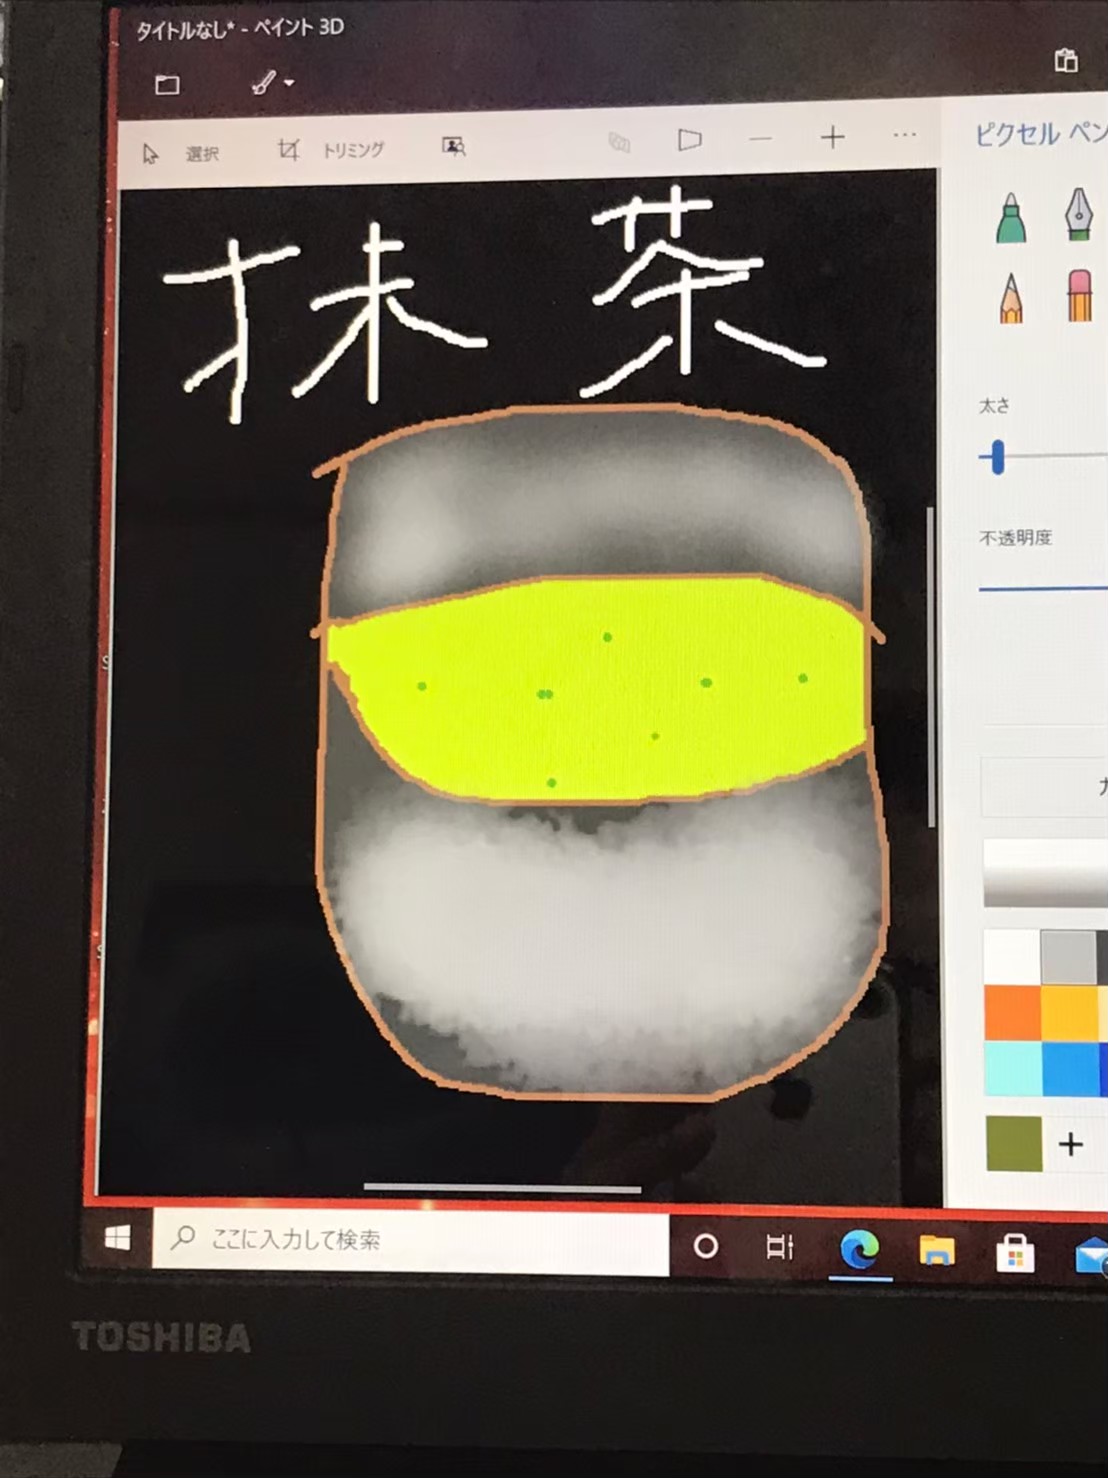 タイトルなし* - ペイント 3D
選択 トリミング
ピクセル ペン
抹茶
太さ
不透明度
ここに入力して検索
TOSHIBA